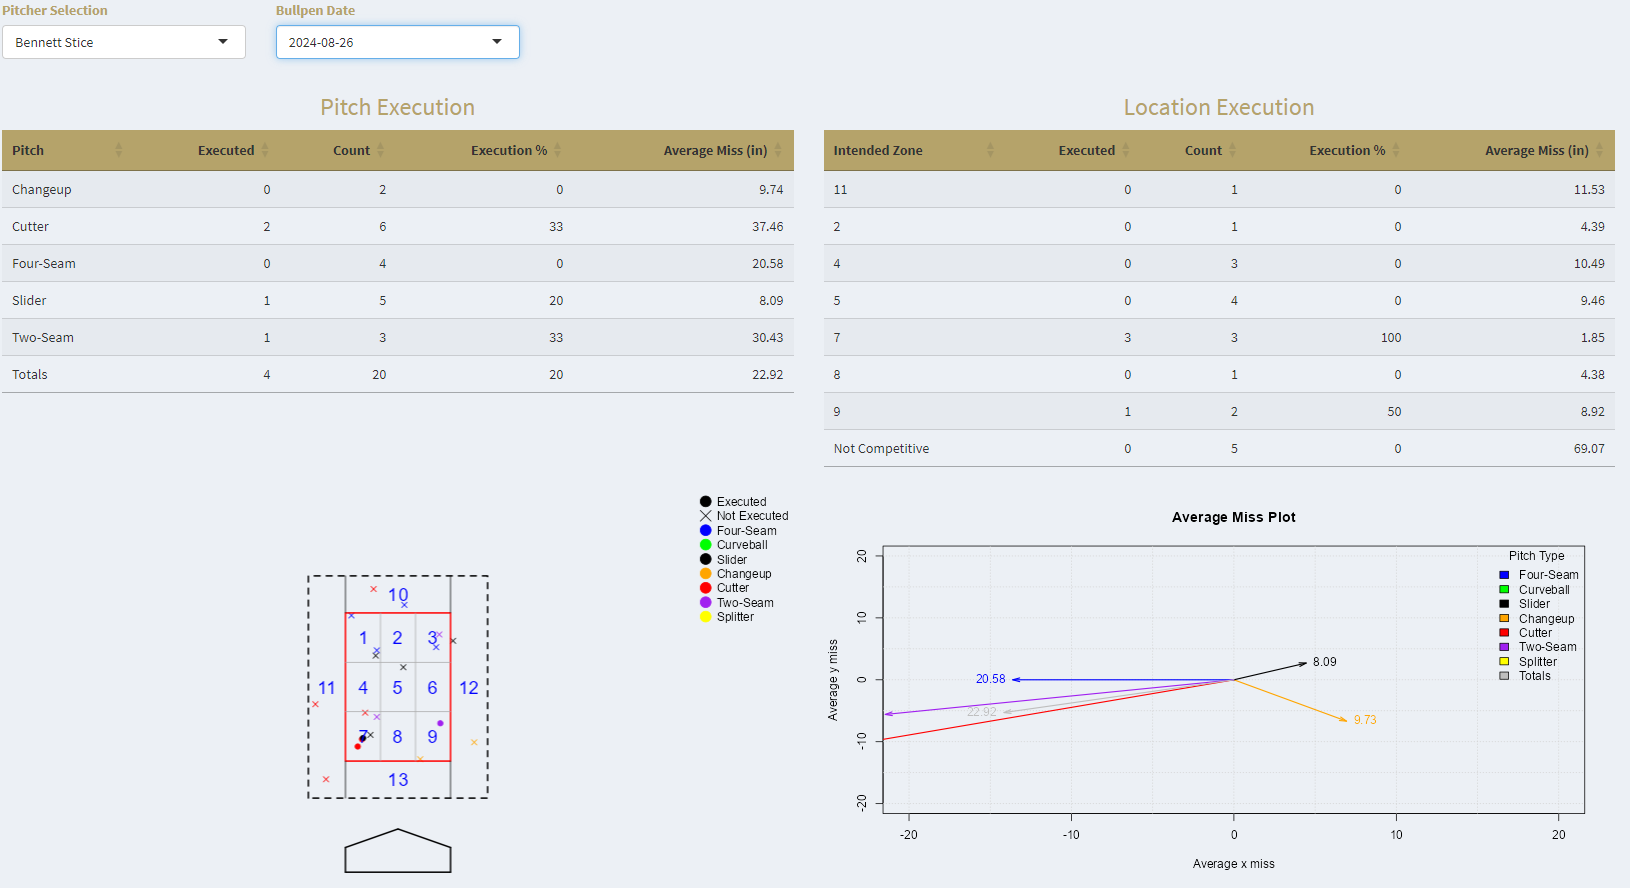 Pitcher Selection
Bullpen Date
Bennett Stice
2024-08-26
Pitch Execution
Pitch Executed Count Execution % Average Miss (in)
Changeup 0 2 0 9.74
Cutter 2 6 33 37.46
Four-Seam 0 4 0 20.58
Slider 1 5 20 8.09
Two-Seam 1 3 33 30.43
Totals 4 20 20 22.92
Location Execution
Intended Zone Executed Count Execution % Average Miss (in)
11 0 1 0 11.53
2 0 1 0 4.39
4 0 3 0 10.49
5 0 4 0 9.46
7 3 3 100 1.85
8 0 1 0 4.38
9 1 2 50 8.92
Not Competitive 0 5 0 69.07
Executed
Not Executed
Four-Seam
Curveball
Slider
Changeup
Cutter
Two-Seam
Splitter
10
1 2 3
11 4 5 6 12
7 8 9
13
Average Miss Plot
Average y miss
20
10
0
-10
-20
Pitch Type
Four-Seam
Curveball
Slider
Changeup
Cutter
Two-Seam
Splitter
Totals
8.09
20.58
22.92
9.73
-20 -10 0 10 20
Average x miss